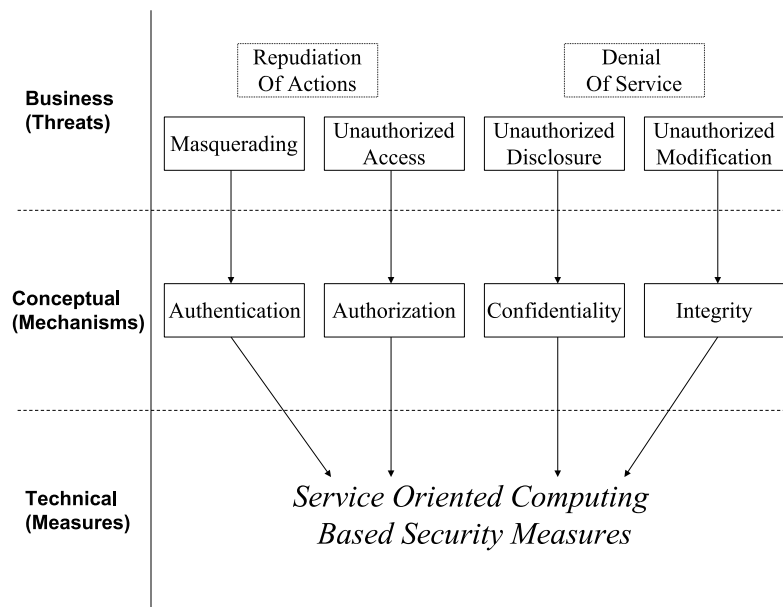 Repudiation
Of Actions
Denial
Of Service
Business
(Threats)
Masquerading
Unauthorized
Access
Unauthorized
Disclosure
Unauthorized
Modification
Conceptual
(Mechanisms)
Authentication
Authorization
Confidentiality
Integrity
Technical
(Measures)
Service Oriented Computing
Based Security Measures